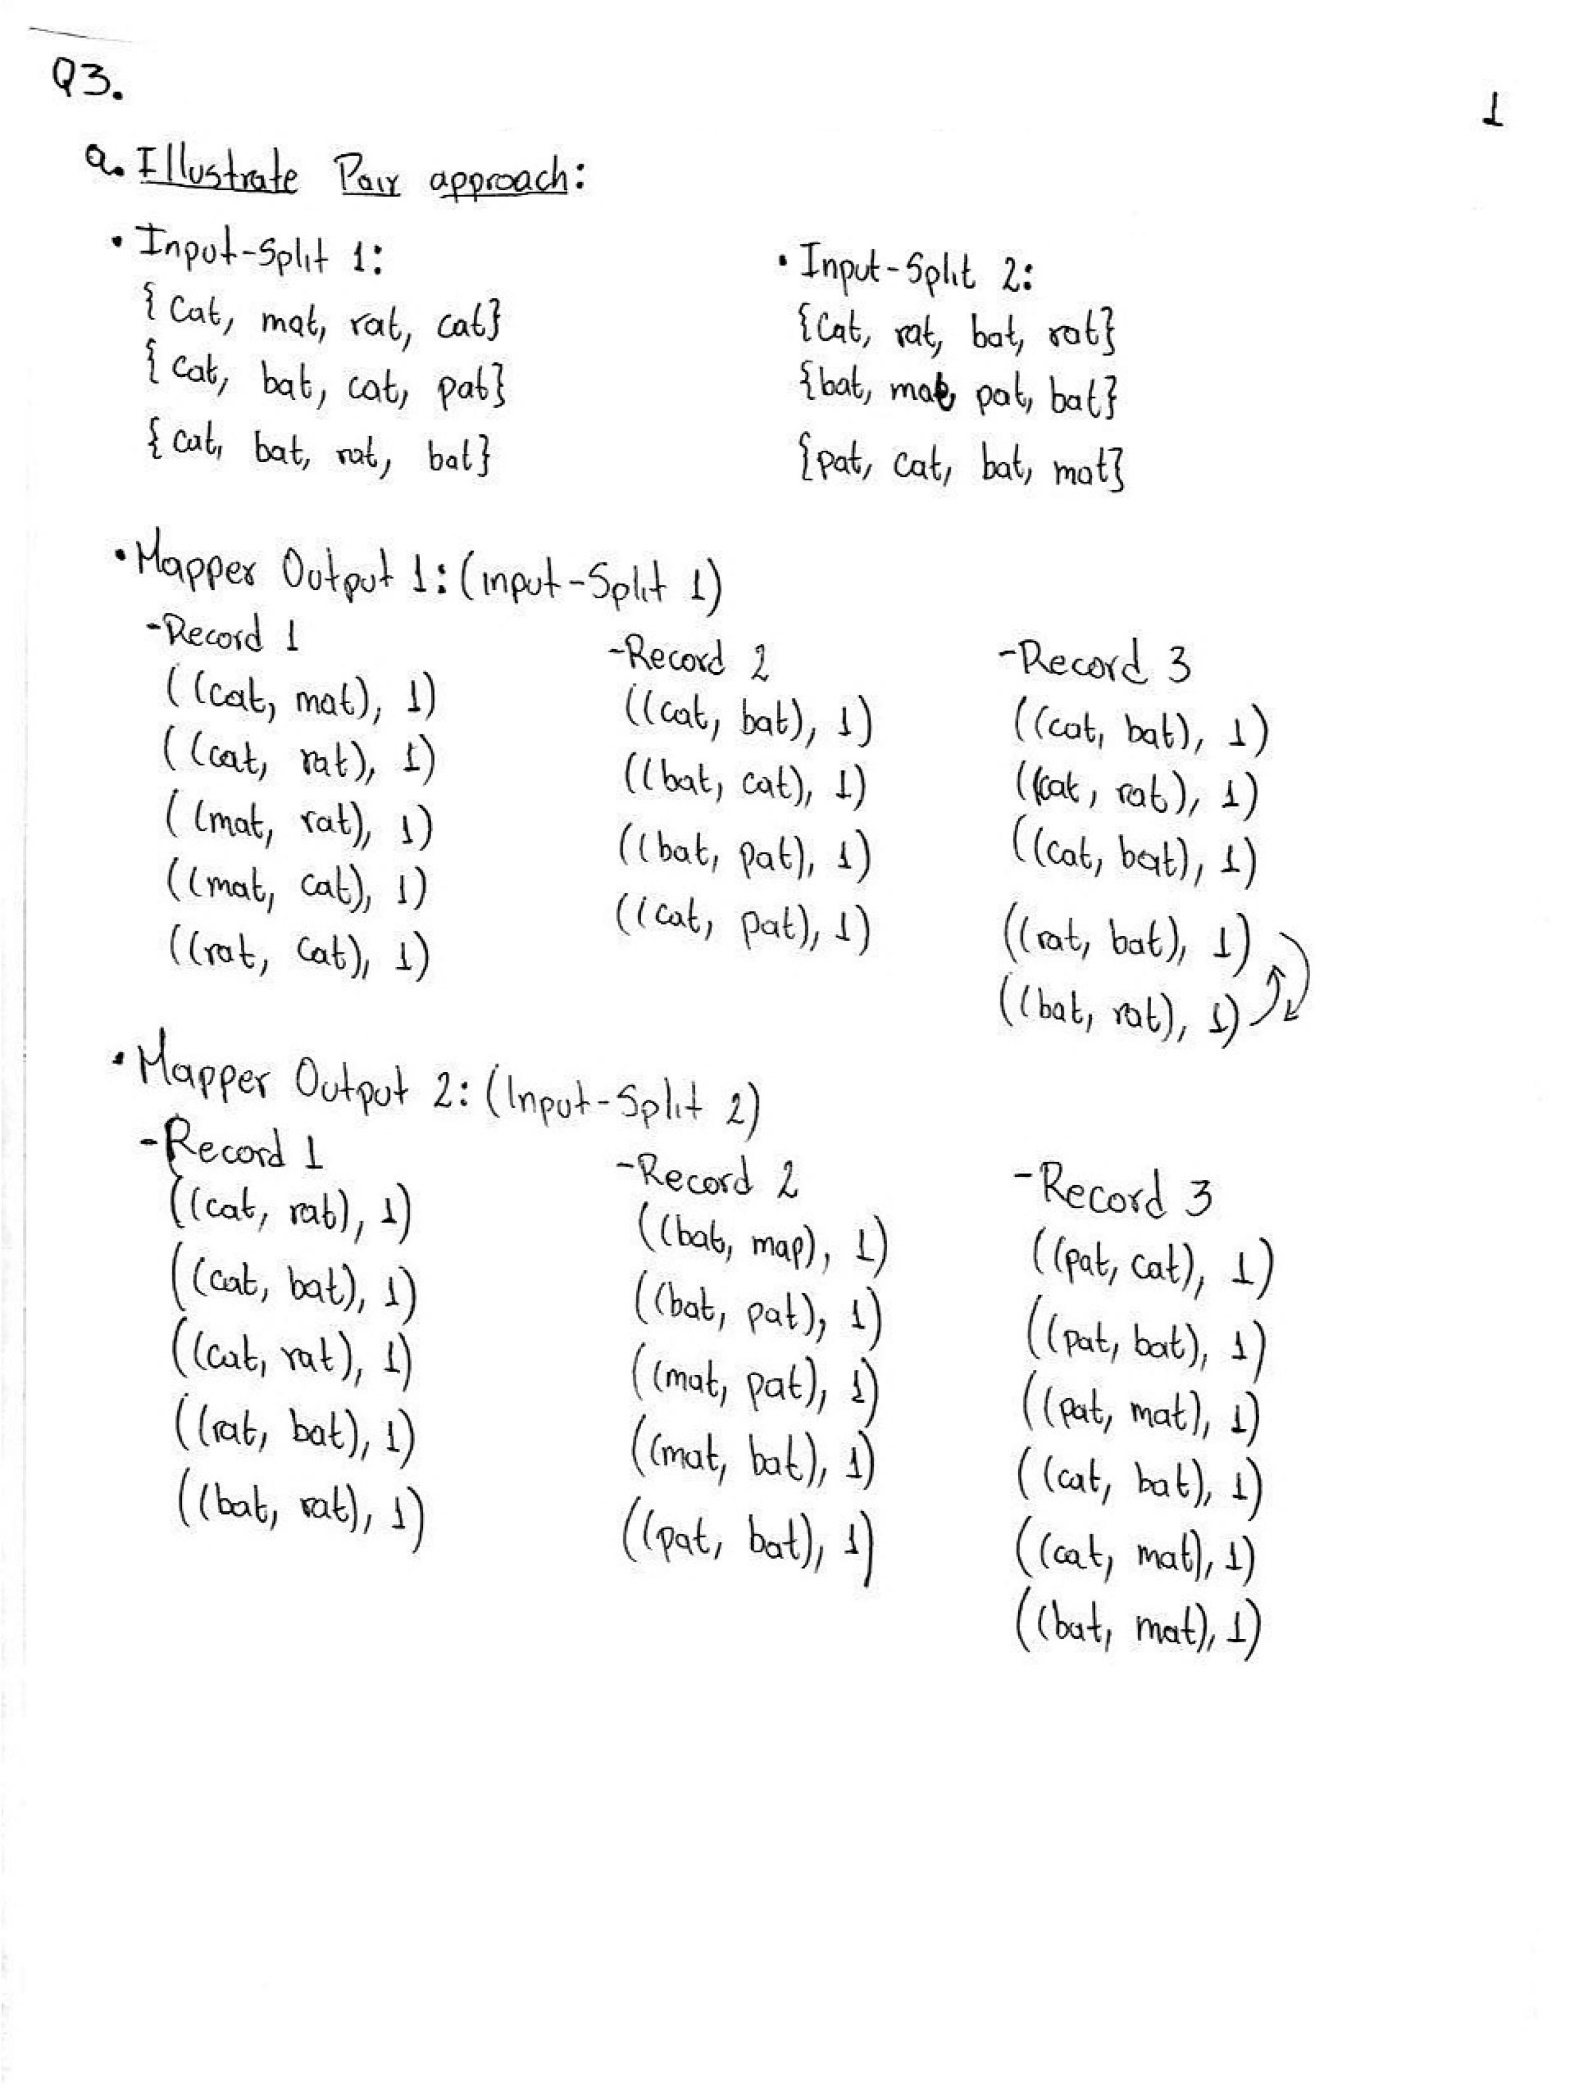 Q3.
1
a. Illustrate Pair approach:
• Input-Split 1:
{cat, mat, rat, cat}
{cat, bat, cat, pat}
{cat, bat, rat, bat}
• Input-Split 2:
{cat, rat, bat, rat}
{bat, mat pat, bat}
{pat, cat, bat, mat}
• Mapper Output 1: (input-Split 1)
-Record 1
((cat, mat), 1)
((cat, rat), 1)
((mat, rat), 1)
((mat, cat), 1)
((rat, cat), 1)
-Record 2
((cat, bat), 1)
((bat, cat), 1)
((bat, pat), 1)
((cat, pat), 1)
-Record 3
((cat, bat), 1)
((cat, rat), 1)
((cat, bat), 1)
((rat, bat), 1)
((bat, rat), 1)
• Mapper Output 2: (Input-Split 2)
-Record 1
((cat, rat), 1)
((cat, bat), 1)
((cat, rat), 1)
((rat, bat), 1)
((bat, rat), 1)
-Record 2
((bat, map), 1)
((bat, pat), 1)
((mat, pat), 1)
((mat, bat), 1)
((pat, bat), 1)
-Record 3
((pat, cat), 1)
((pat, bat), 1)
((pat, mat), 1)
((cat, bat), 1)
((cat, mat), 1)
((bat, mat), 1)